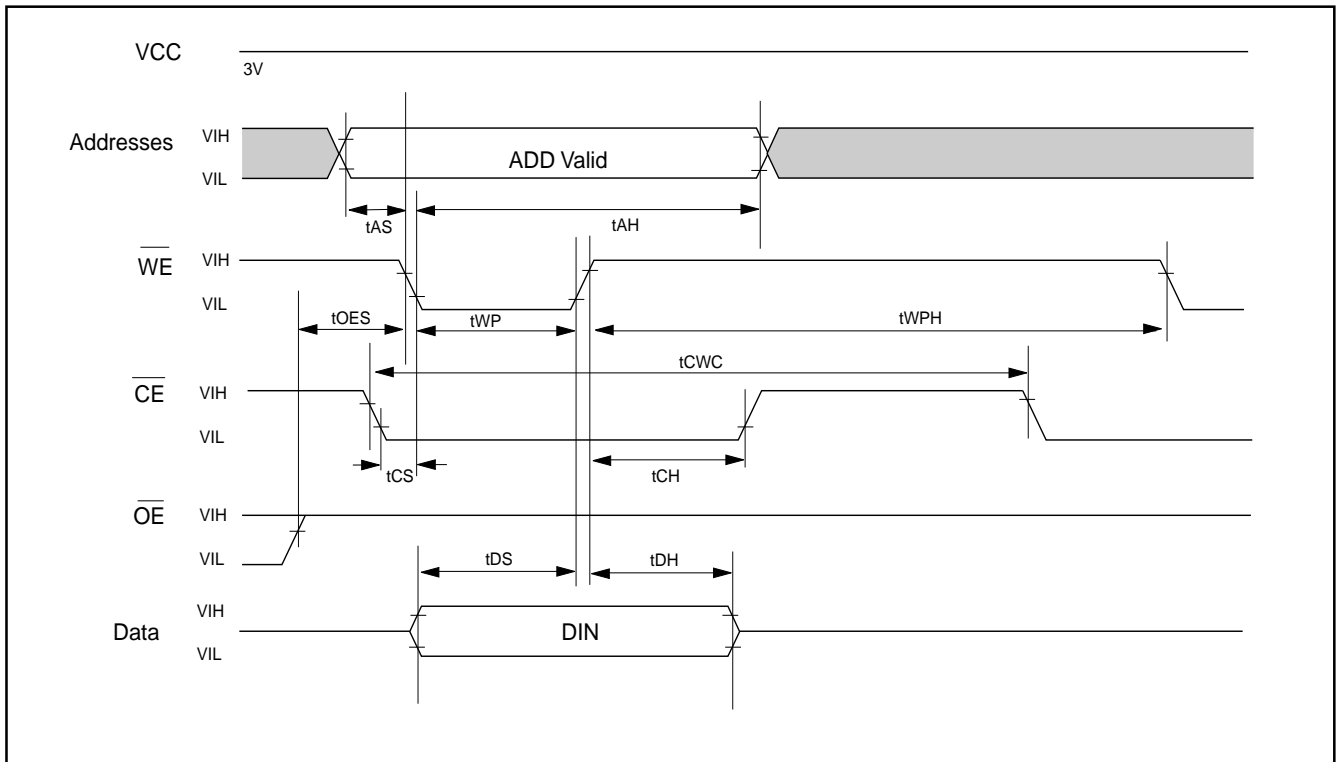 VCC
3V
Addresses
VIH
VIL
ADD Valid
tAS
tAH
WE
VIH
VIL
tOES
tWP
tWPH
tCWC
CE
VIH
VIL
tCS
tCH
OE
VIH
VIL
tDS
tDH
Data
VIH
VIL
DIN